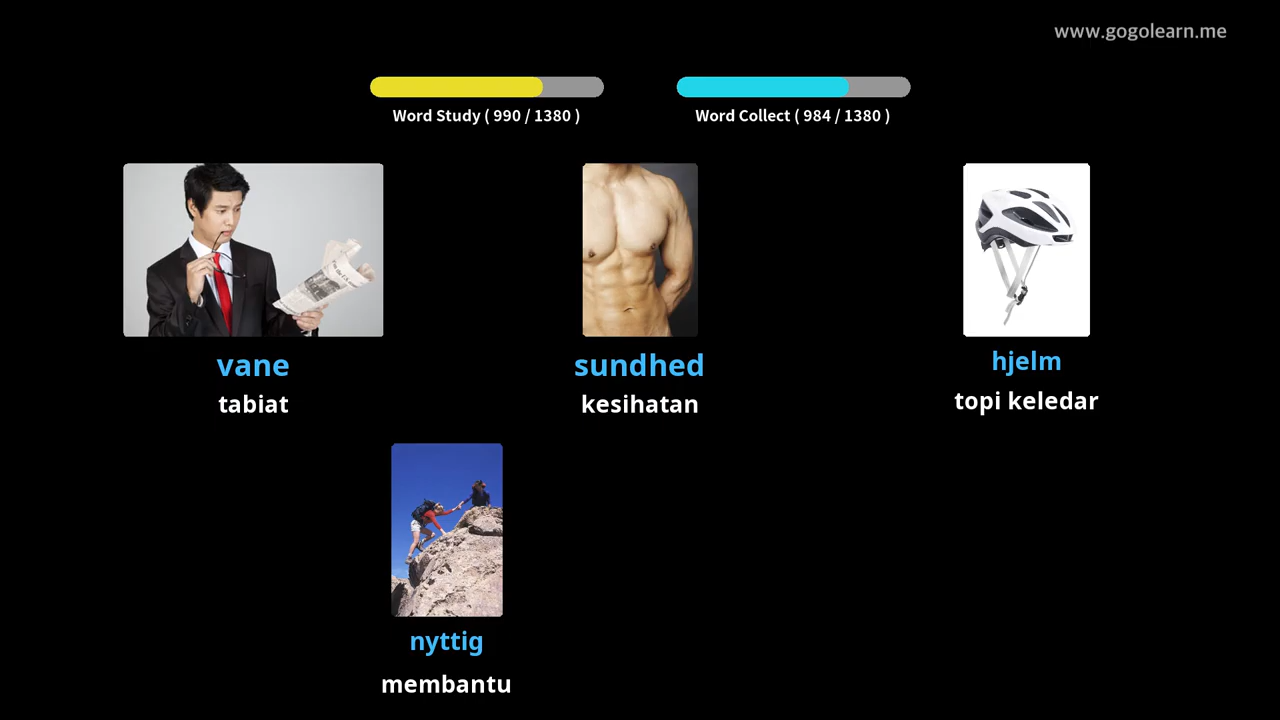 www.gogolearn.me
Word Study ( 990 / 1380 )
Word Collect ( 984 / 1380 )
vane
tabiat
sundhed
kesihatan
hjelm
topi keledar
nyttig
membantu